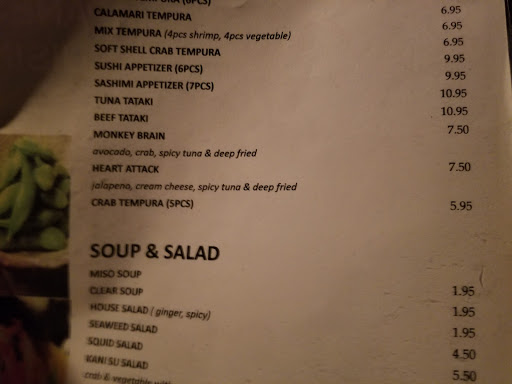 TEMPURA (6PCS)
CALAMARI TEMPURA 6.95
MIX TEMPURA (4pcs shrimp, 4pcs vegetable) 6.95
SOFT SHELL CRAB TEMPURA 6.95
SUSHI APPETIZER (6PCS) 9.95
SASHIMI APPETIZER (7PCS) 9.95
TUNA TATAKI 10.95
BEEF TATAKI 10.95
MONKEY BRAIN 7.50
avocado, crab, spicy tuna & deep fried
HEART ATTACK 7.50
jalapeno, cream cheese, spicy tuna & deep fried
CRAB TEMPURA (5PCS) 5.95
SOUP & SALAD
MISO SOUP 1.95
CLEAR SOUP 1.95
HOUSE SALAD ( ginger, spicy) 1.95
SEAWEED SALAD 4.50
SQUID SALAD 5.50
KANI SU SALAD
crab & vegetable